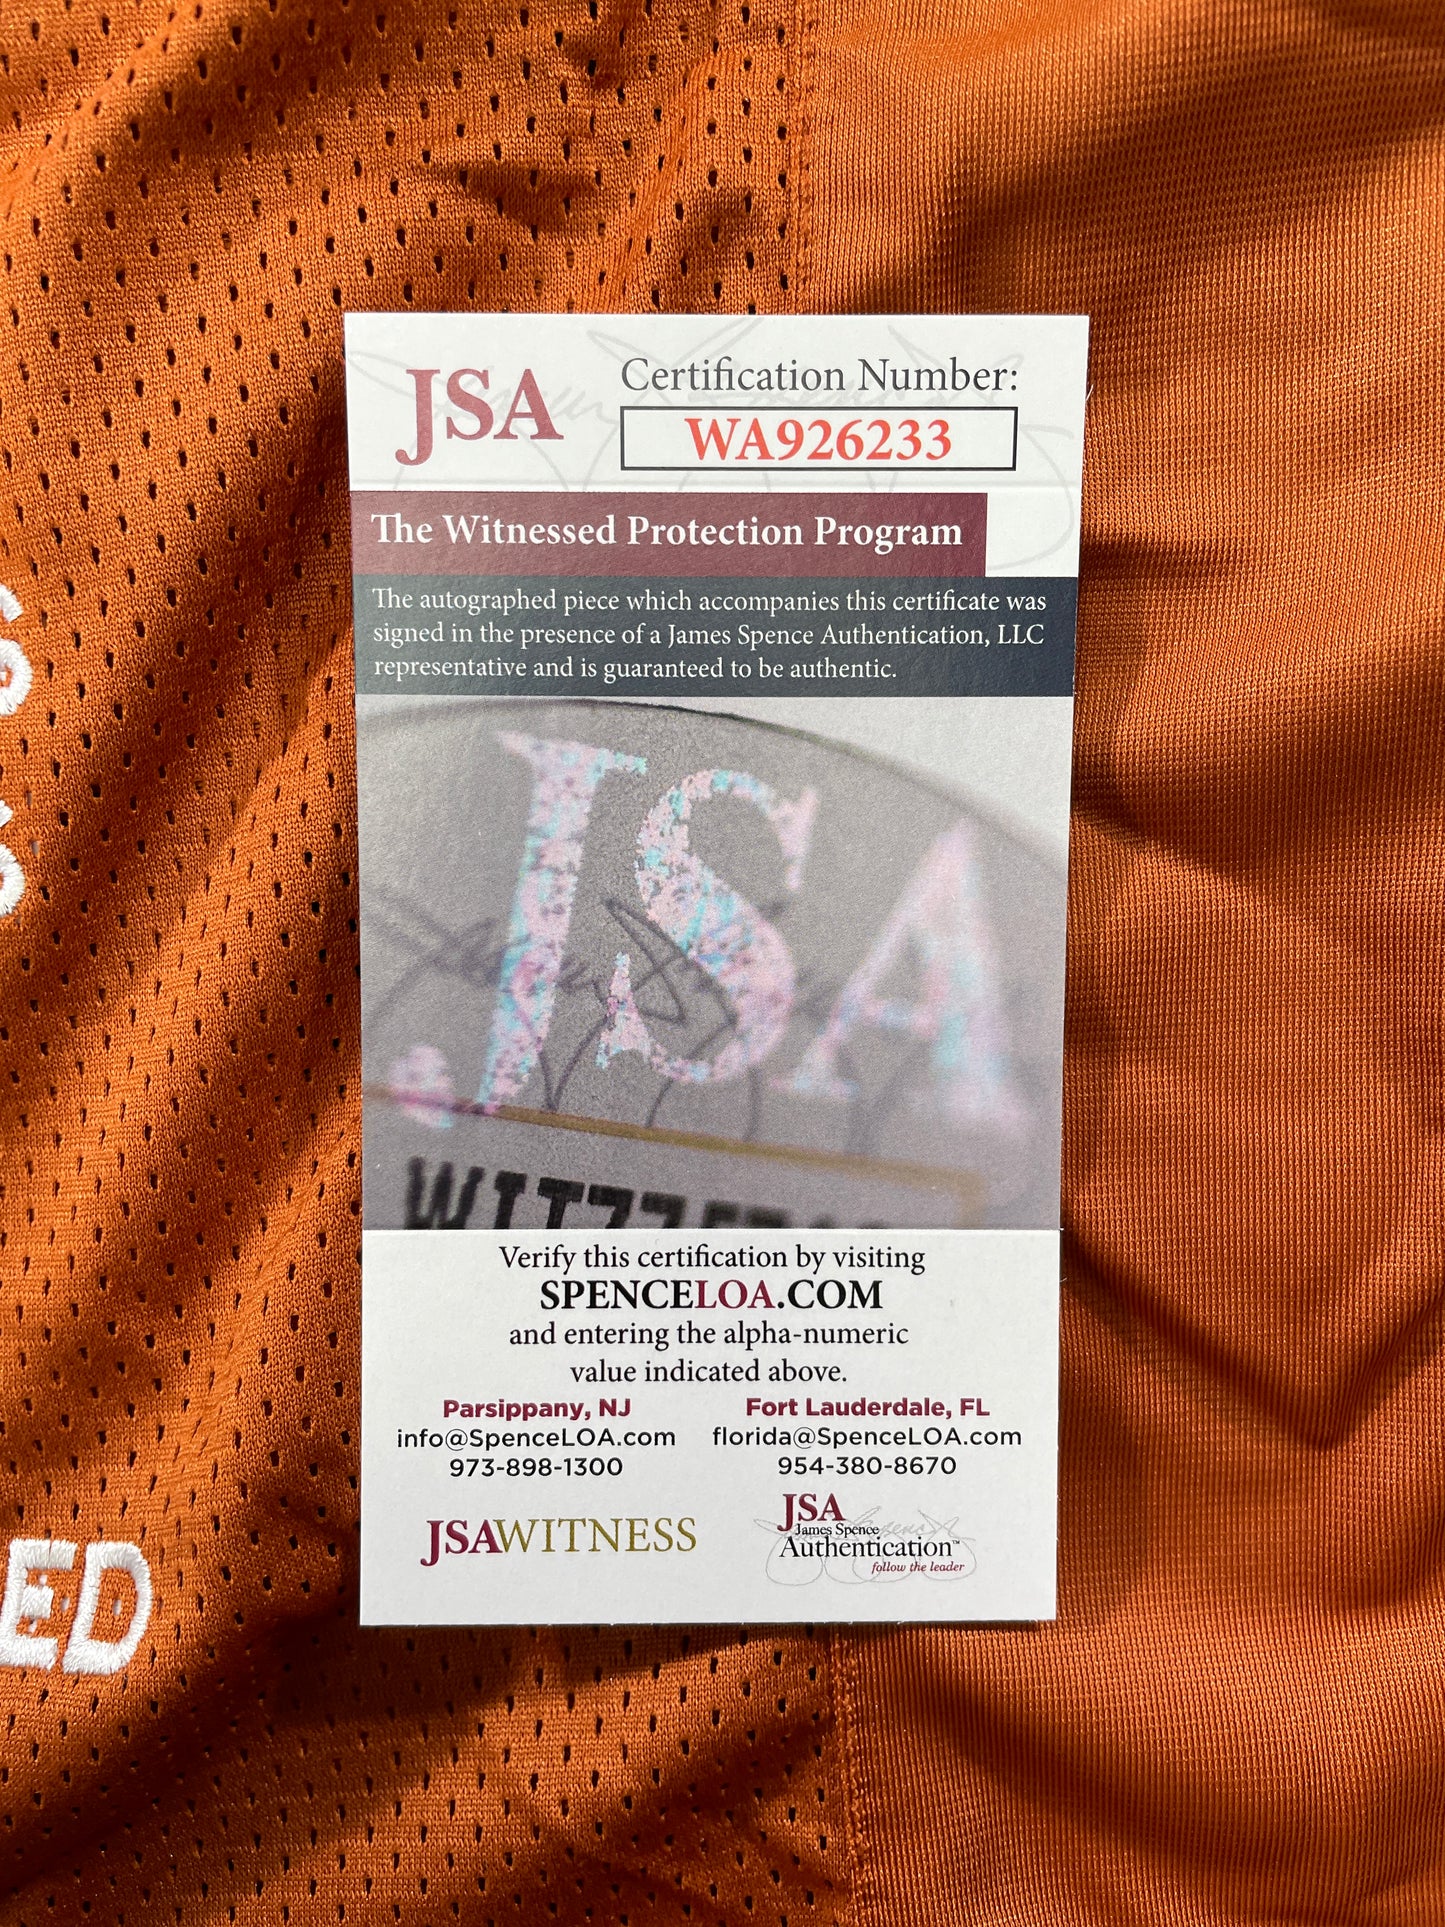 JSA
Certification Number:
WA926233
The Witnessed Protection Program
The autographed piece which accompanies this certificate was
signed in the presence of a James Spence Authentication, LLC
representative and is guaranteed to be authentic.
JSA
Verify this certification by visiting
SPENCELOA.COM
and entering the alpha-numeric
value indicated above.
Parsippany, NJ
info@SpenceLOA.com
973-898-1300
Fort Lauderdale, FL
florida@SpenceLOA.com
954-380-8670
JSAWITNESS
JSA
James Spence
Authentication™
follow the leader
ED